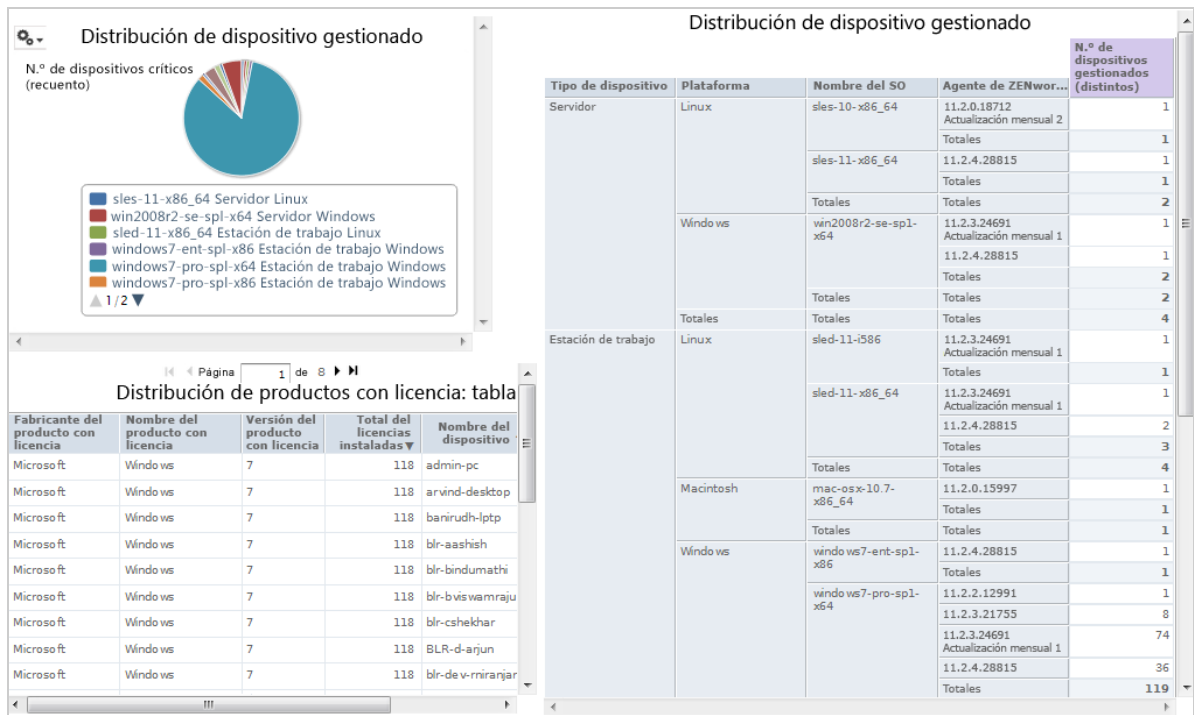 Distribución de dispositivo gestionado
N.º de dispositivos críticos
(recuento)
sles-11-x86_64 Servidor Linux
win2008r2-se-spl-x64 Servidor Windows
sled-11-x86_64 Estación de trabajo Linux
windows7-ent-spl-x86 Estación de trabajo Windows
windows7-pro-spl-x64 Estación de trabajo Windows
windows7-pro-spl-x86 Estación de trabajo Windows
1/2
Página 1 de 8
Distribución de productos con licencia: tabla
Fabricante del producto con licencia Nombre del producto con licencia Versión del producto con licencia Total del licencias instaladas Nombre del dispositivo
Microsoft Windows 7 118 admin-pc
Microsoft Windows 7 118 arvind-desktop
Microsoft Windows 7 118 banirudh-lptp
Microsoft Windows 7 118 blr-aashish
Microsoft Windows 7 118 blr-bindumathi
Microsoft Windows 7 118 blr-bviswamraju
Microsoft Windows 7 118 blr-cshekhar
Microsoft Windows 7 118 BLR-d-arjun
Microsoft Windows 7 118 blr-dev-rniranjar
Distribución de dispositivo gestionado
Tipo de dispositivo Plataforma Nombre del SO Agente de ZENwor... N.º de dispositivos gestionados (distintos)
Servidor Linux sles-10-x86_64 11.2.0.18712 Actualización mensual 2 1
Totales 1
sles-11-x86_64 11.2.4.28815 1
Totales 1
Totales Totales 2
Windows win2008r2-se-sp1-x64 11.2.3.24691 Actualización mensual 1 1
11.2.4.28815 1
Totales 2
Totales Totales 2
Totales Totales Totales 4
Estación de trabajo Linux sled-11-i586 11.2.3.24691 Actualización mensual 1 1
Totales 1
sled-11-x86_64 11.2.3.24691 Actualización mensual 1 1
11.2.4.28815 2
Totales 3
Totales Totales 4
Macintosh mac-osx-10.7-x86_64 11.2.0.15997 1
Totales 1
Totales Totales 1
Windows windows7-ent-sp1-x86 11.2.4.28815 1
Totales 1
windows7-pro-sp1-x64 11.2.2.12991 1
11.2.3.21755 8
11.2.3.24691 Actualización mensual 1 74
11.2.4.28815 36
Totales 119